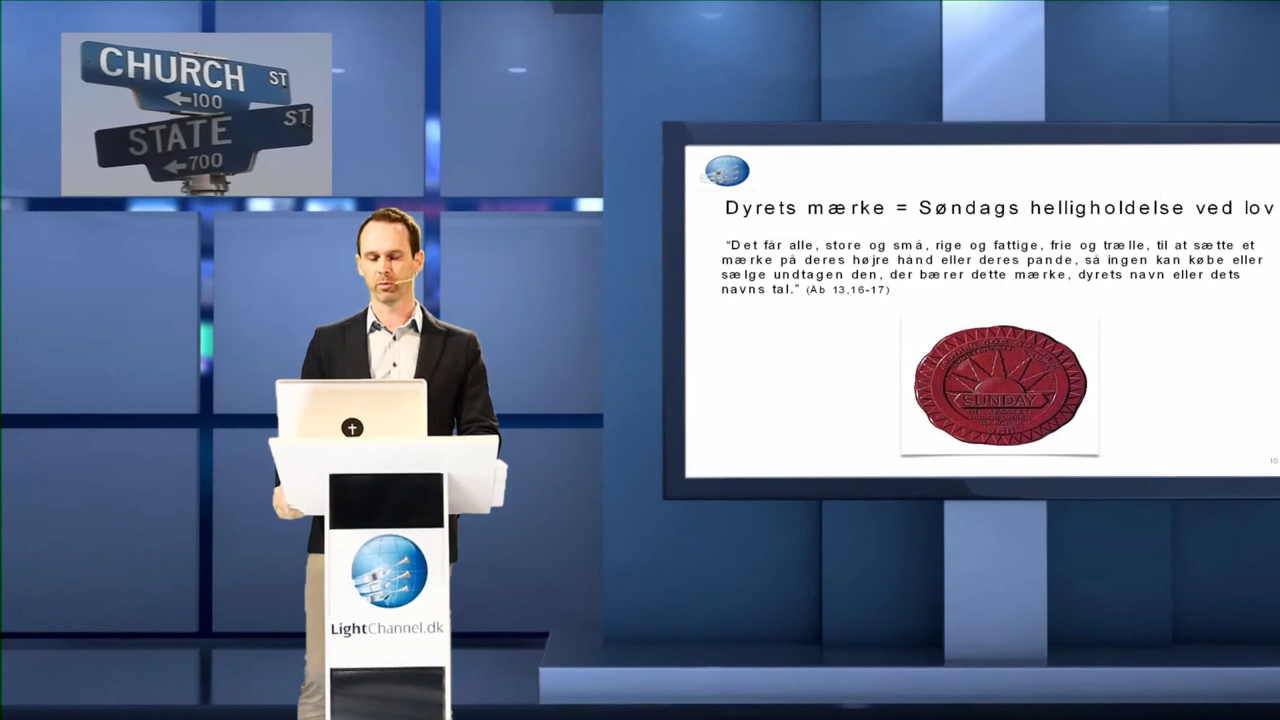 CHURCH ST
←100
STATE ST
←700
Dyrets mærke = Søndags helligholdelse ved lov
“Det får alle, store og små, rige og fattige, frie og trælle, til at sætte et
mærke på deres højre hånd eller deres pande, så ingen kan købe eller
sælge undtagen den, der bærer dette mærke, dyrets navn eller dets
navns tal.” (Åb 13,16-17)
SUNDAY
10
LightChannel.dk